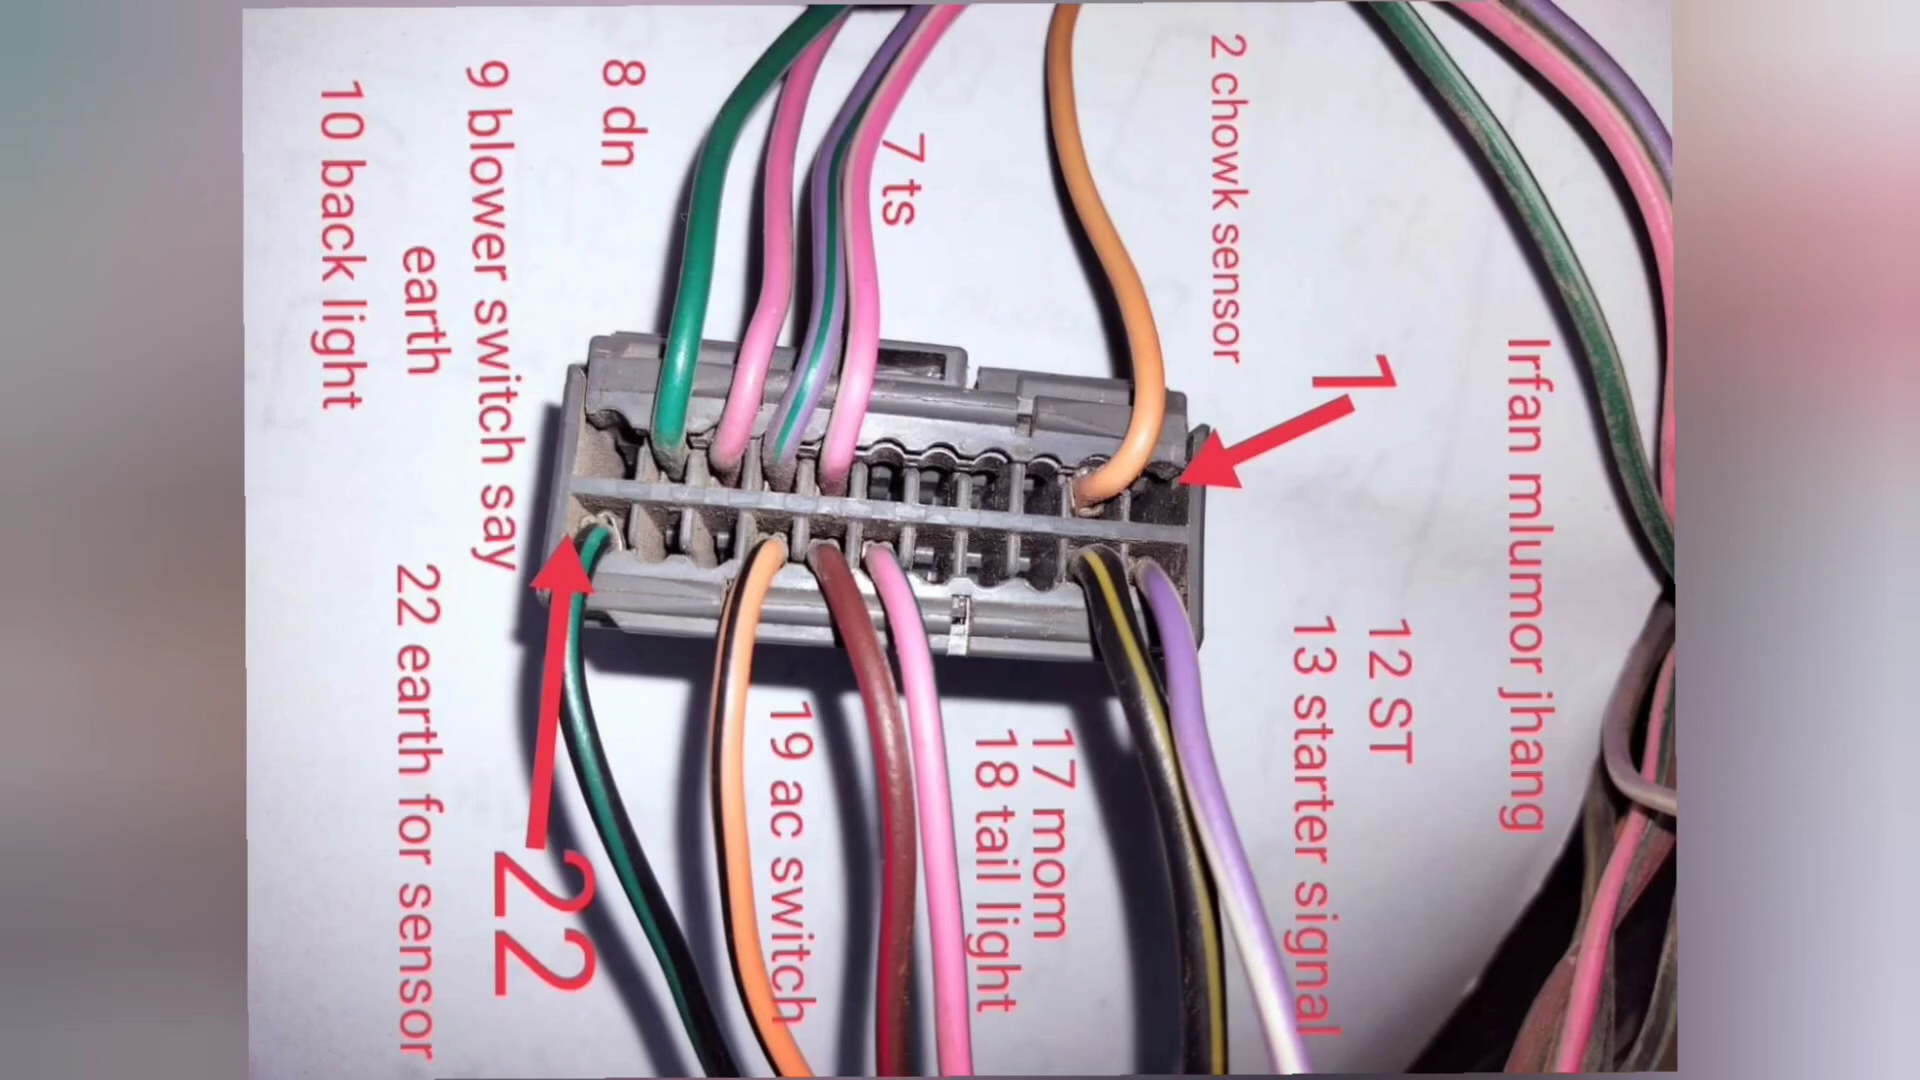 Irfan mlumor jhang
1
12 ST
13 starter signal
2 chowk sensor
17 mom
18 tail light
7 ts
19 ac switch
8 dn
22
9 blower switch say
earth
22 earth for sensor
10 back light